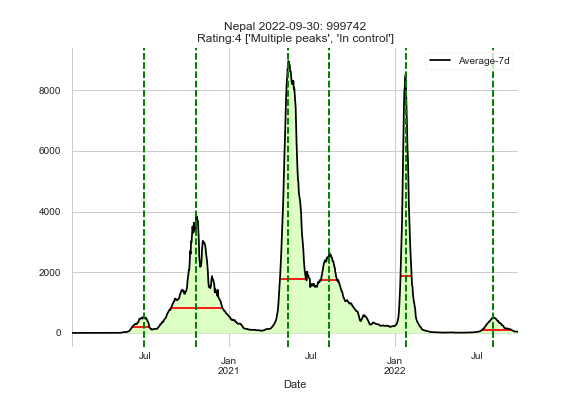 Nepal 2022-09-30: 999742
Rating:4 ['Multiple peaks', 'In control']
Average-7d
8000
6000
4000
2000
0
Jul
Jan
2021
Jul
Jan
2022
Jul
Date